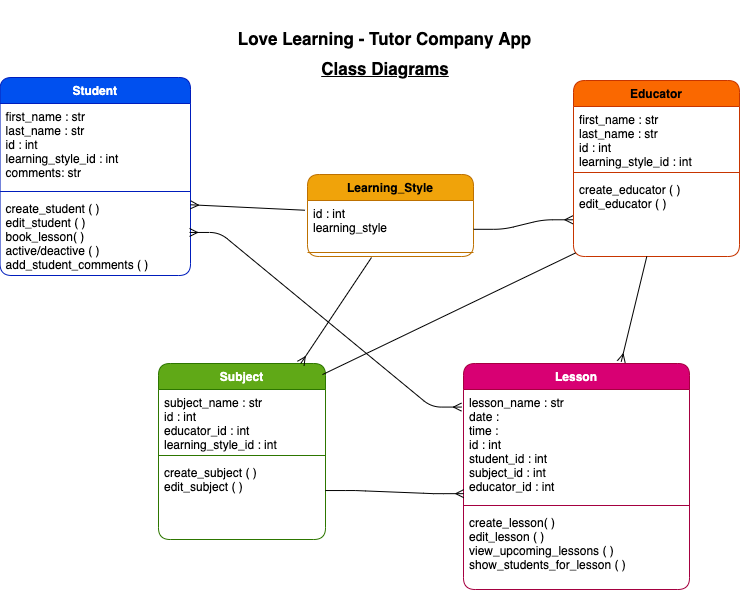 Love Learning - Tutor Company App
Class Diagrams
Student
first_name : str
last_name : str
id : int
learning_style_id : int
comments: str
create_student ( )
edit_student ( )
book_lesson( )
active/deactive ( )
add_student_comments ( )
Learning_Style
id : int
learning_style
Educator
first_name : str
last_name : str
id : int
learning_style_id : int
create_educator ( )
edit_educator ( )
Subject
subject_name : str
id : int
educator_id : int
learning_style_id : int
create_subject ( )
edit_subject ( )
Lesson
lesson_name : str
date :
time :
id : int
student_id : int
subject_id : int
educator_id : int
create_lesson( )
edit_lesson ( )
view_upcoming_lessons ( )
show_students_for_lesson ( )